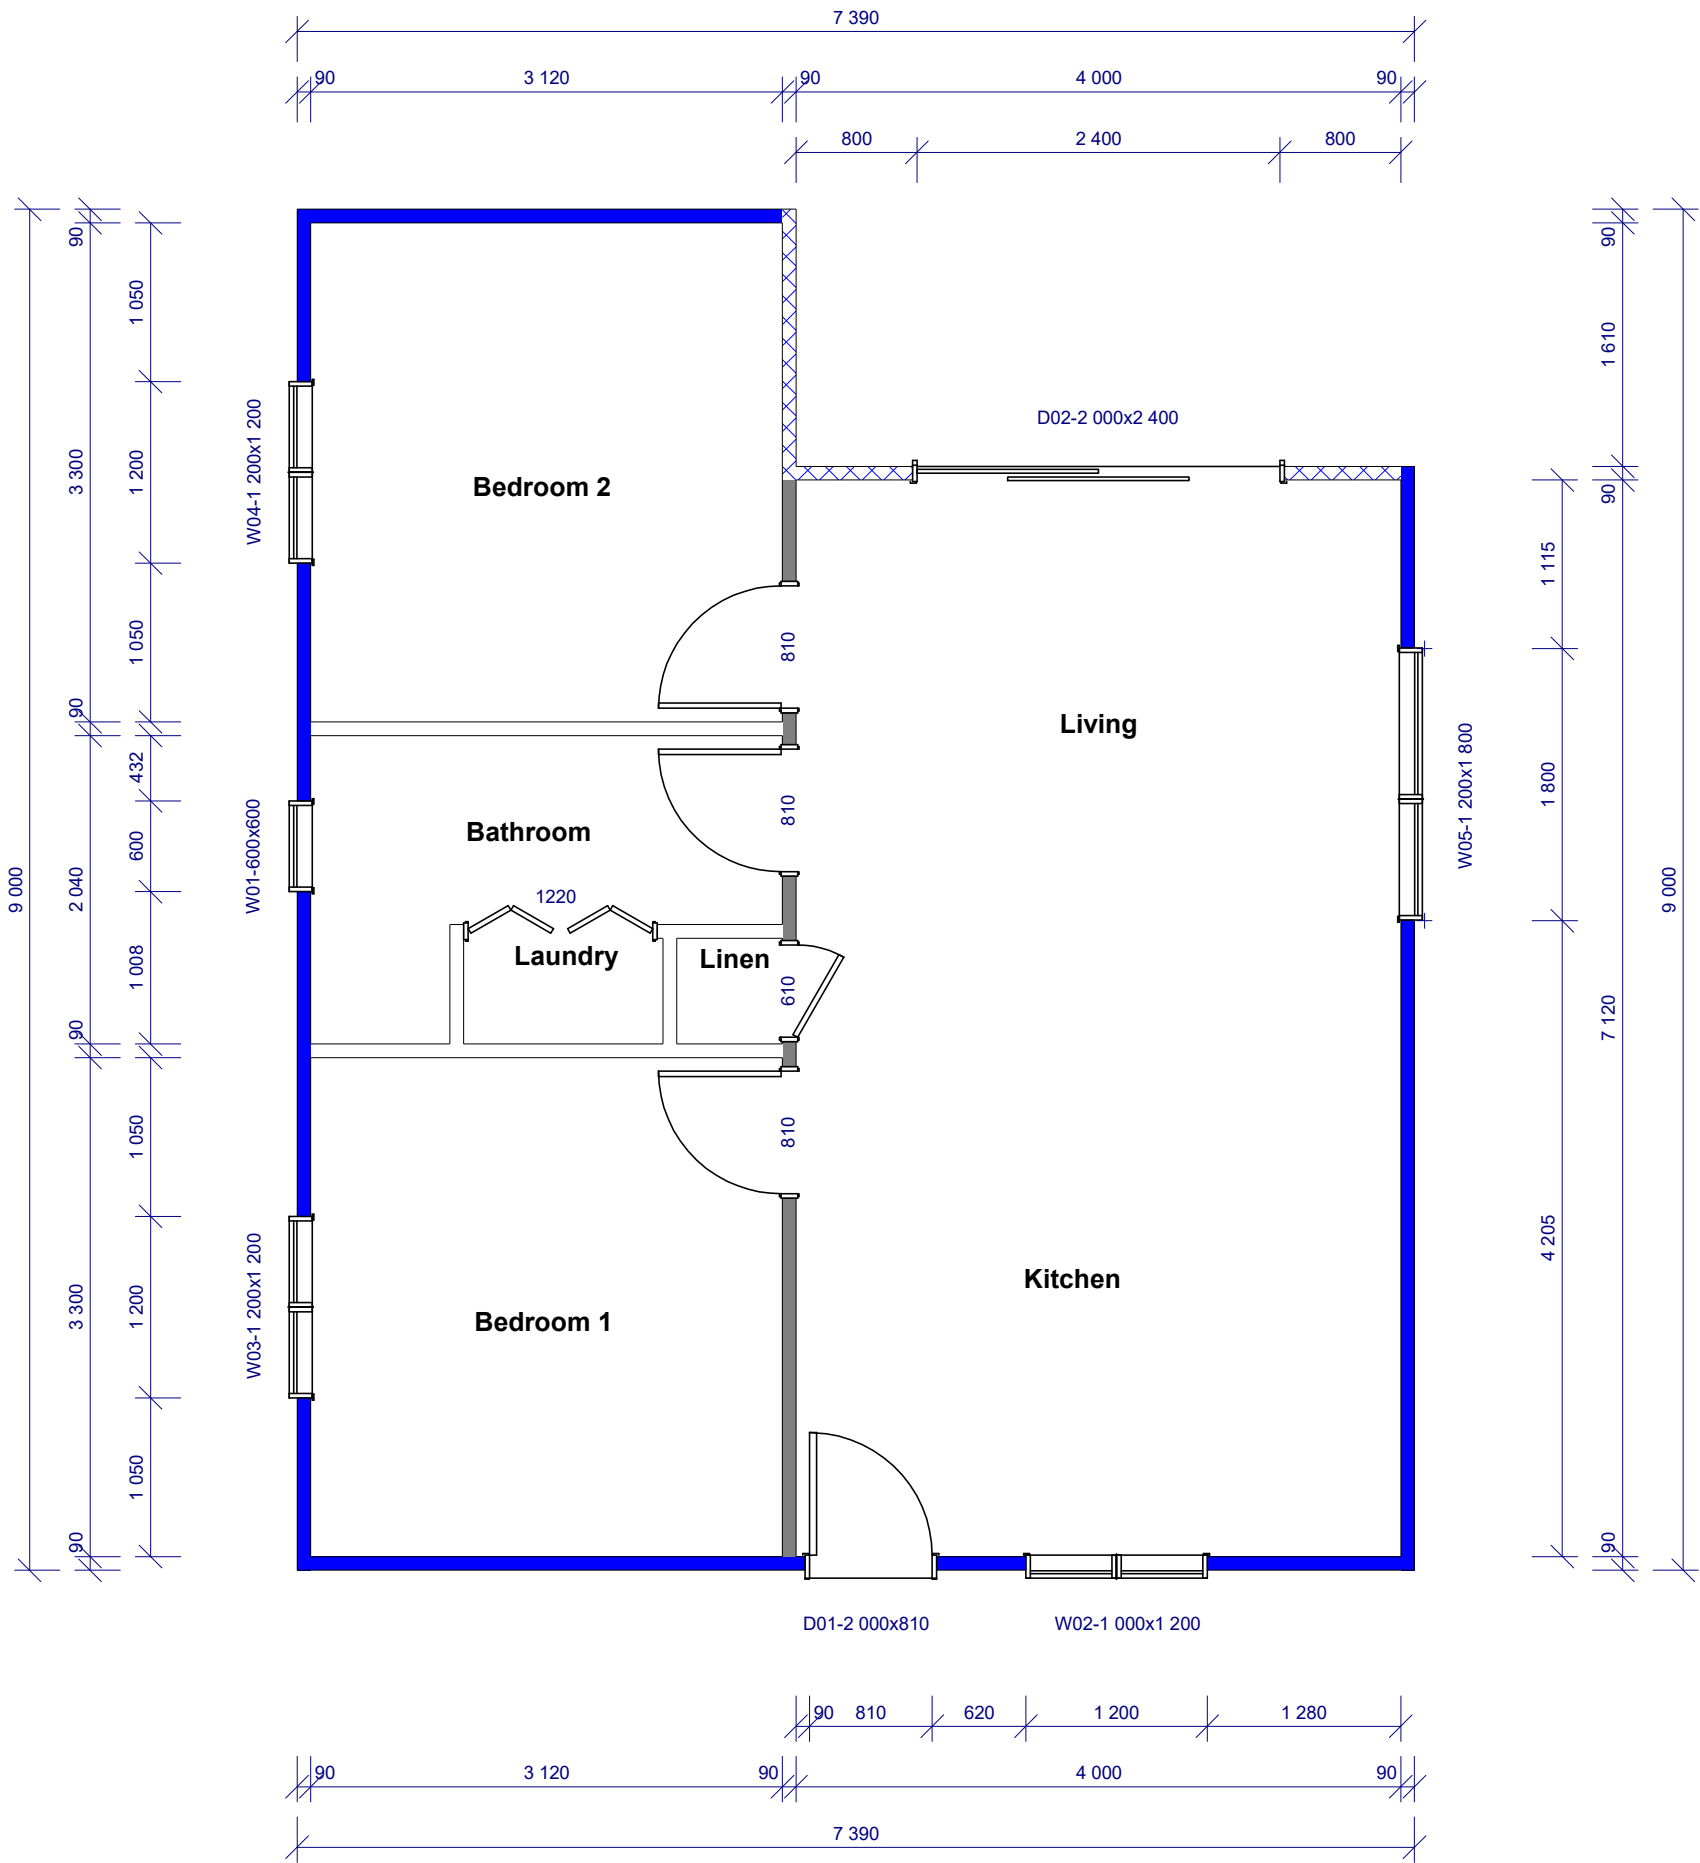 7 390
90 3 120 90 4 000 90
800 2 400 800
90
1 050
90
1 610
W04-1 200x1 200
D02-2 000x2 400
3 300
1 200
Bedroom 2
90
1 115
1 050
810
90
Living
432
W05-1 200x1 800
1 800
600
W01-600x600
Bathroom
810
9 000
2 040
1220
9 000
1 008
Laundry
Linen
610
7 120
90
1 050
810
4 205
3 300
1 200
W03-1 200x1 200
Bedroom 1
Kitchen
1 050
90
90
D01-2 000x810
W02-1 000x1 200
90 810 620 1 200 1 280
90 3 120 90 4 000 90
7 390